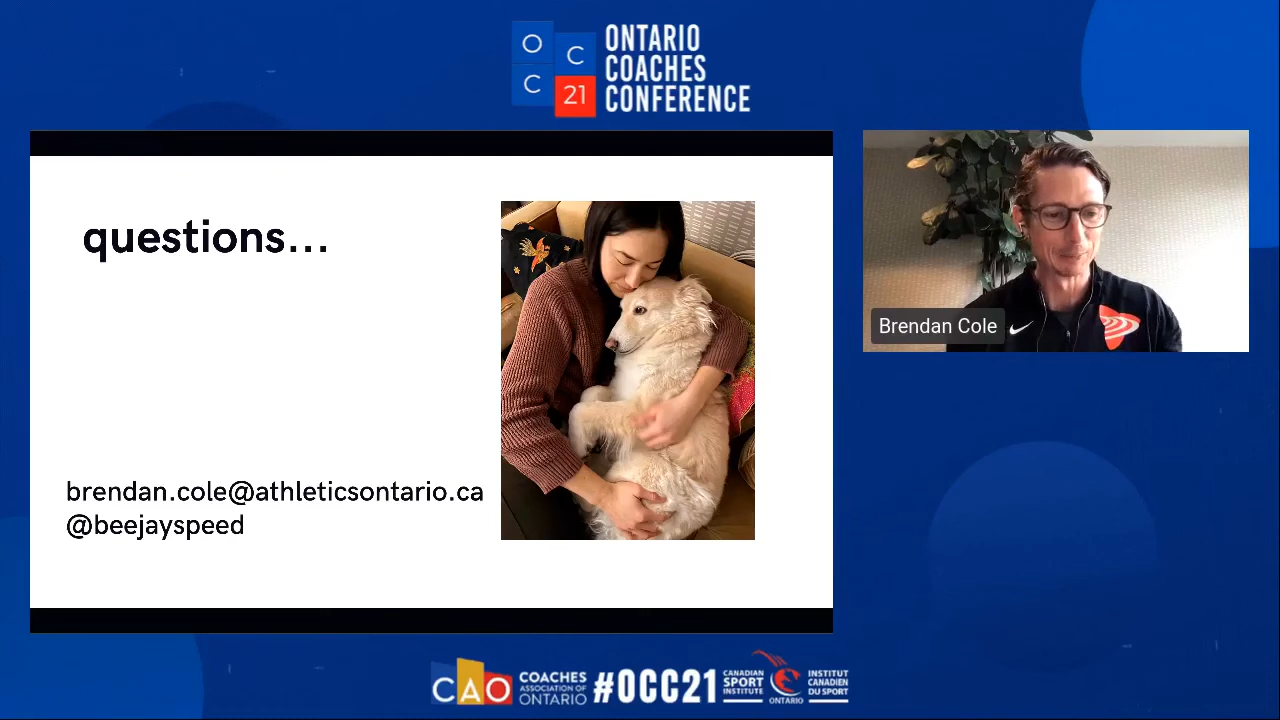 O
C
C
21
ONTARIO
COACHES
CONFERENCE
questions...
brendan.cole@athleticsontario.ca
@beejayspeed
Brendan Cole
CAO
COACHES
ASSOCIATION OF
ONTARIO
#OCC21
CANADIAN
SPORT
INSTITUTE
ONTARIO
INSTITUT
CANADIEN
DU SPORT